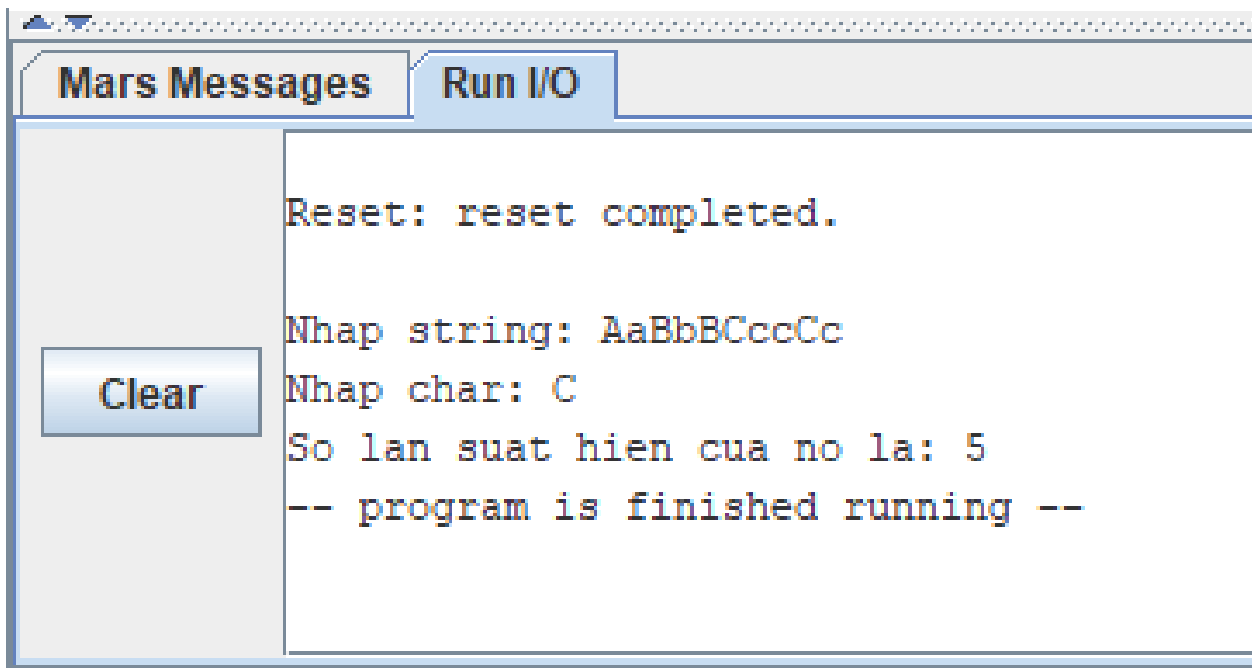 Mars Messages Run I/O
Reset: reset completed.
Nhap string: AaBbBCccCc
Nhap char: C
Clear
So lan suat hien cua no la: 5
-- program is finished running --